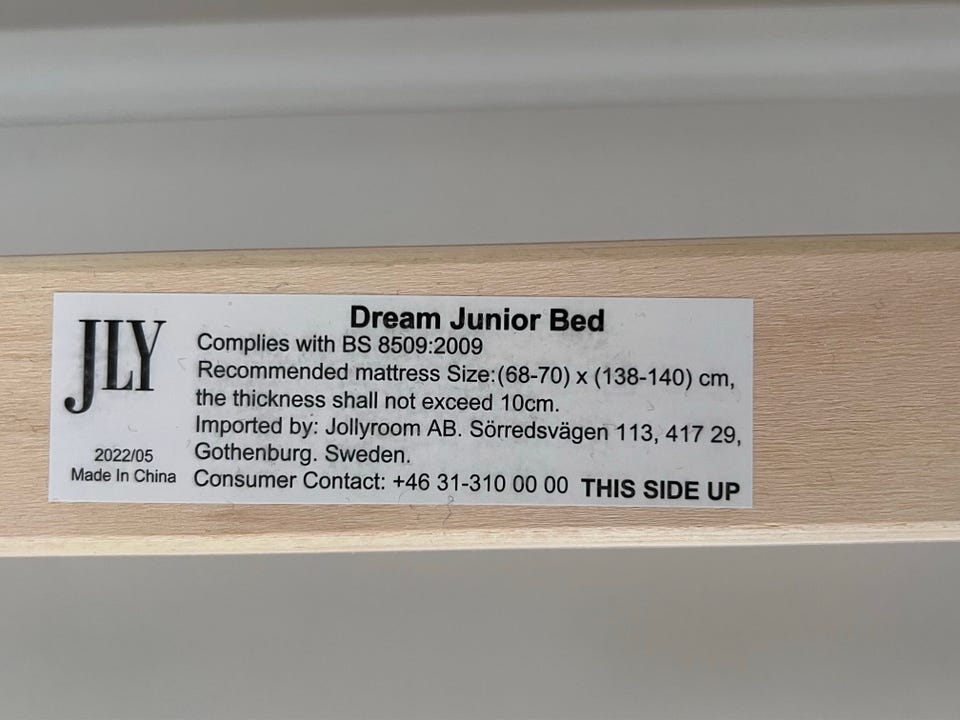 Dream Junior Bed
JLY
Complies with BS 8509:2009
Recommended mattress Size:(68-70) x (138-140) cm,
the thickness shall not exceed 10cm.
Imported by: Jollyroom AB. Sörredsvägen 113, 417 29,
Gothenburg. Sweden.
2022/05
Made In China
Consumer Contact: +46 31-310 00 00 THIS SIDE UP